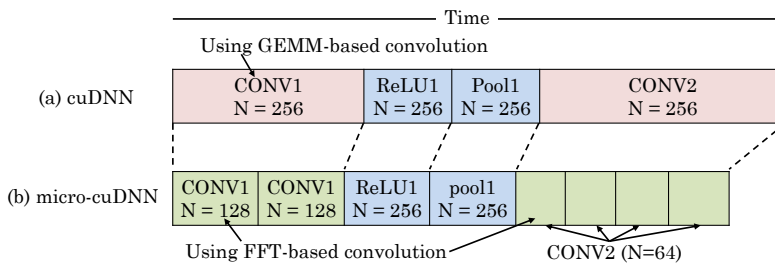 Time
Using GEMM-based convolution
(a) cuDNN
CONV1
N = 256
ReLU1
N = 256
Pool1
N = 256
CONV2
N = 256
(b) micro-cuDNN
CONV1
N = 128
CONV1
N = 128
ReLU1
N = 256
pool1
N = 256
Using FFT-based convolution
CONV2 (N=64)